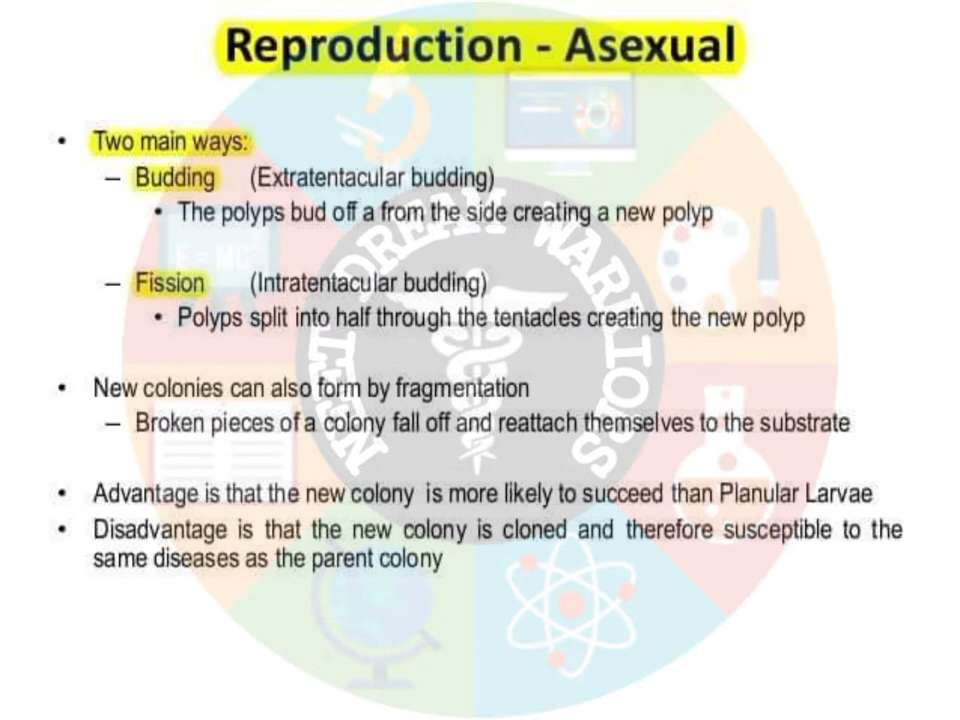 Reproduction - Asexual
• Two main ways:
– Budding (Extratentacular budding)
• The polyps bud off a from the side creating a new polyp
– Fission (Intratentacular budding)
• Polyps split into half through the tentacles creating the new polyp
• New colonies can also form by fragmentation
– Broken pieces of a colony fall off and reattach themselves to the substrate
• Advantage is that the new colony is more likely to succeed than Planular Larvae
• Disadvantage is that the new colony is cloned and therefore susceptible to the
same diseases as the parent colony
NEET DREAM WARRIORS
E = MC²